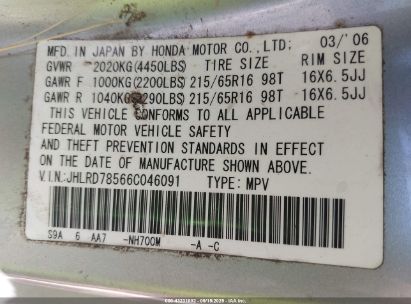 MFD. IN JAPAN BY HONDA MOTOR CO., LTD; 03/'06
GVWR 2020KG(4450LBS) TIRE SIZE RIM SIZE
GAWR F 1000KG(2200LBS) 215/65R16 98T 16X6.5JJ
GAWR R 1040KG(2290LBS) 215/65R16 98T 16X6.5JJ
THIS VEHICLE CONFORMS TO ALL APPLICABLE
FEDERAL MOTOR VEHICLE SAFETY
AND THEFT PREVENTION STANDARDS IN EFFECT
ON THE DATE OF MANUFACTURE SHOWN ABOVE.
V.I.N.:JHLRD78566C046091 TYPE: MPV
S9A 6 AA7 -NH700M -A -C